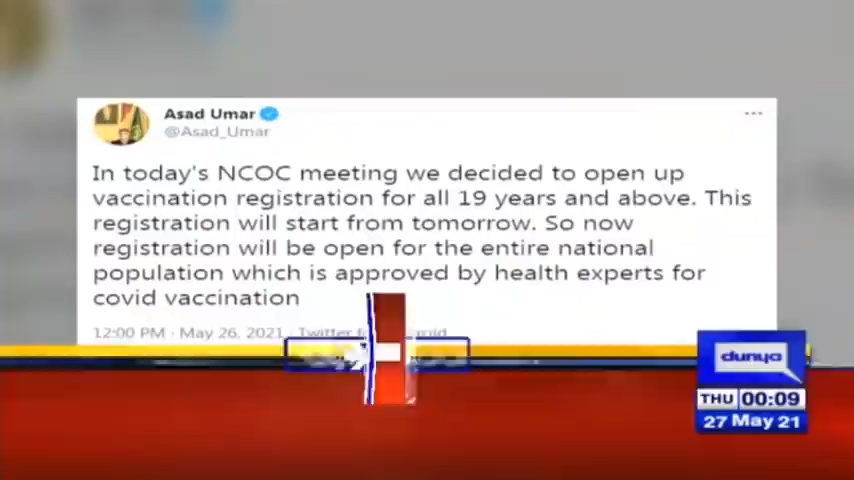 Asad Umar
@Asad_Umar
In today's NCOC meeting we decided to open up
vaccination registration for all 19 years and above. This
registration will start from tomorrow. So now
registration will be open for the entire national
population which is approved by health experts for
covid vaccination
12:00 PM · May 26, 2021 · Twitter
dunya
THU 00:09
27 May 21